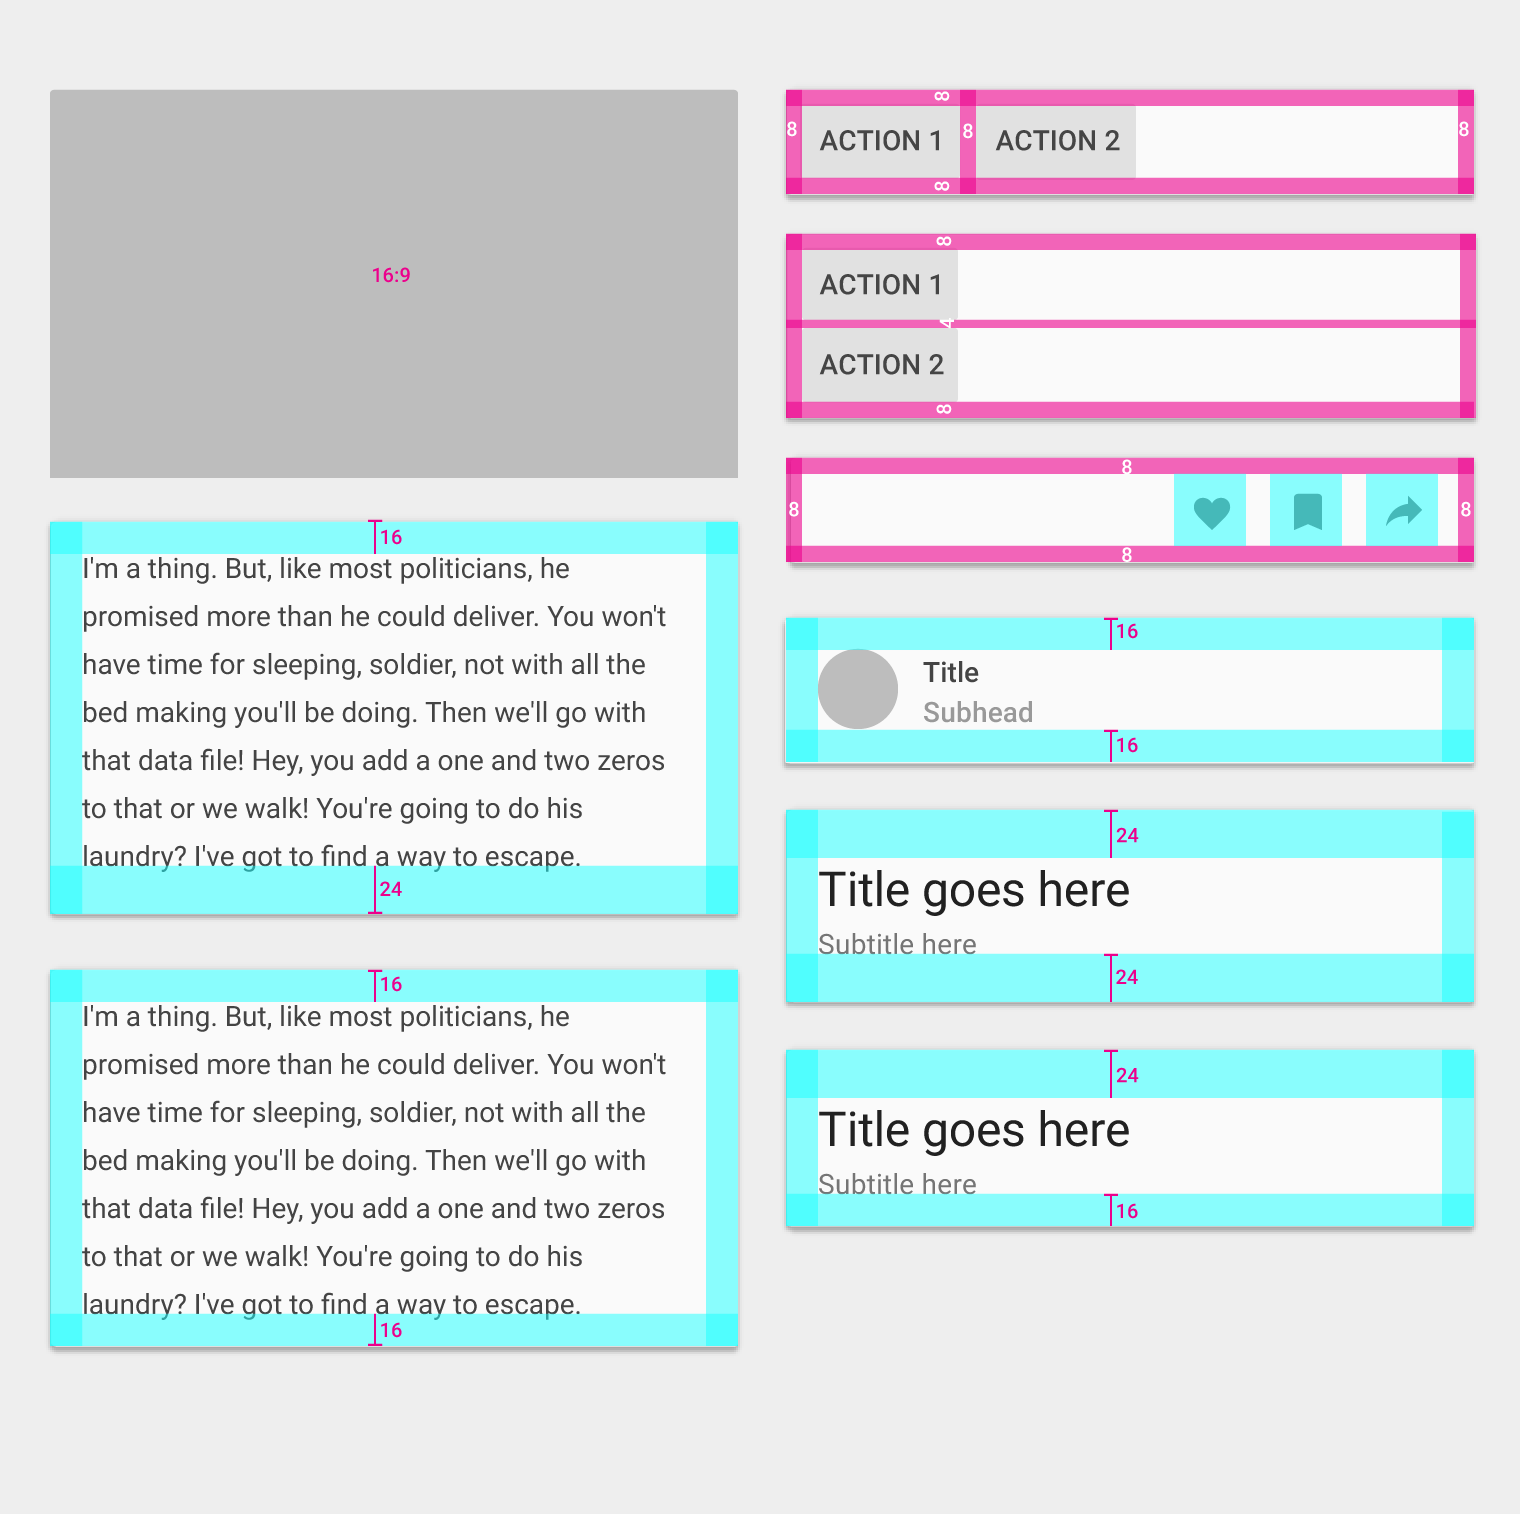 16:9
16
I'm a thing. But, like most politicians, he
promised more than he could deliver. You won't
have time for sleeping, soldier, not with all the
bed making you'll be doing. Then we'll go with
that data file! Hey, you add a one and two zeros
to that or we walk! You're going to do his
laundry? I've got to find a way to escape.
24
16
I'm a thing. But, like most politicians, he
promised more than he could deliver. You won't
have time for sleeping, soldier, not with all the
bed making you'll be doing. Then we'll go with
that data file! Hey, you add a one and two zeros
to that or we walk! You're going to do his
laundry? I've got to find a way to escape.
16
8
8 ACTION 1 8 ACTION 2 8
8
8
ACTION 1
4
ACTION 2
8
8
8 8
8
16
Title
Subhead
16
24
Title goes here
Subtitle here
24
24
Title goes here
Subtitle here
16